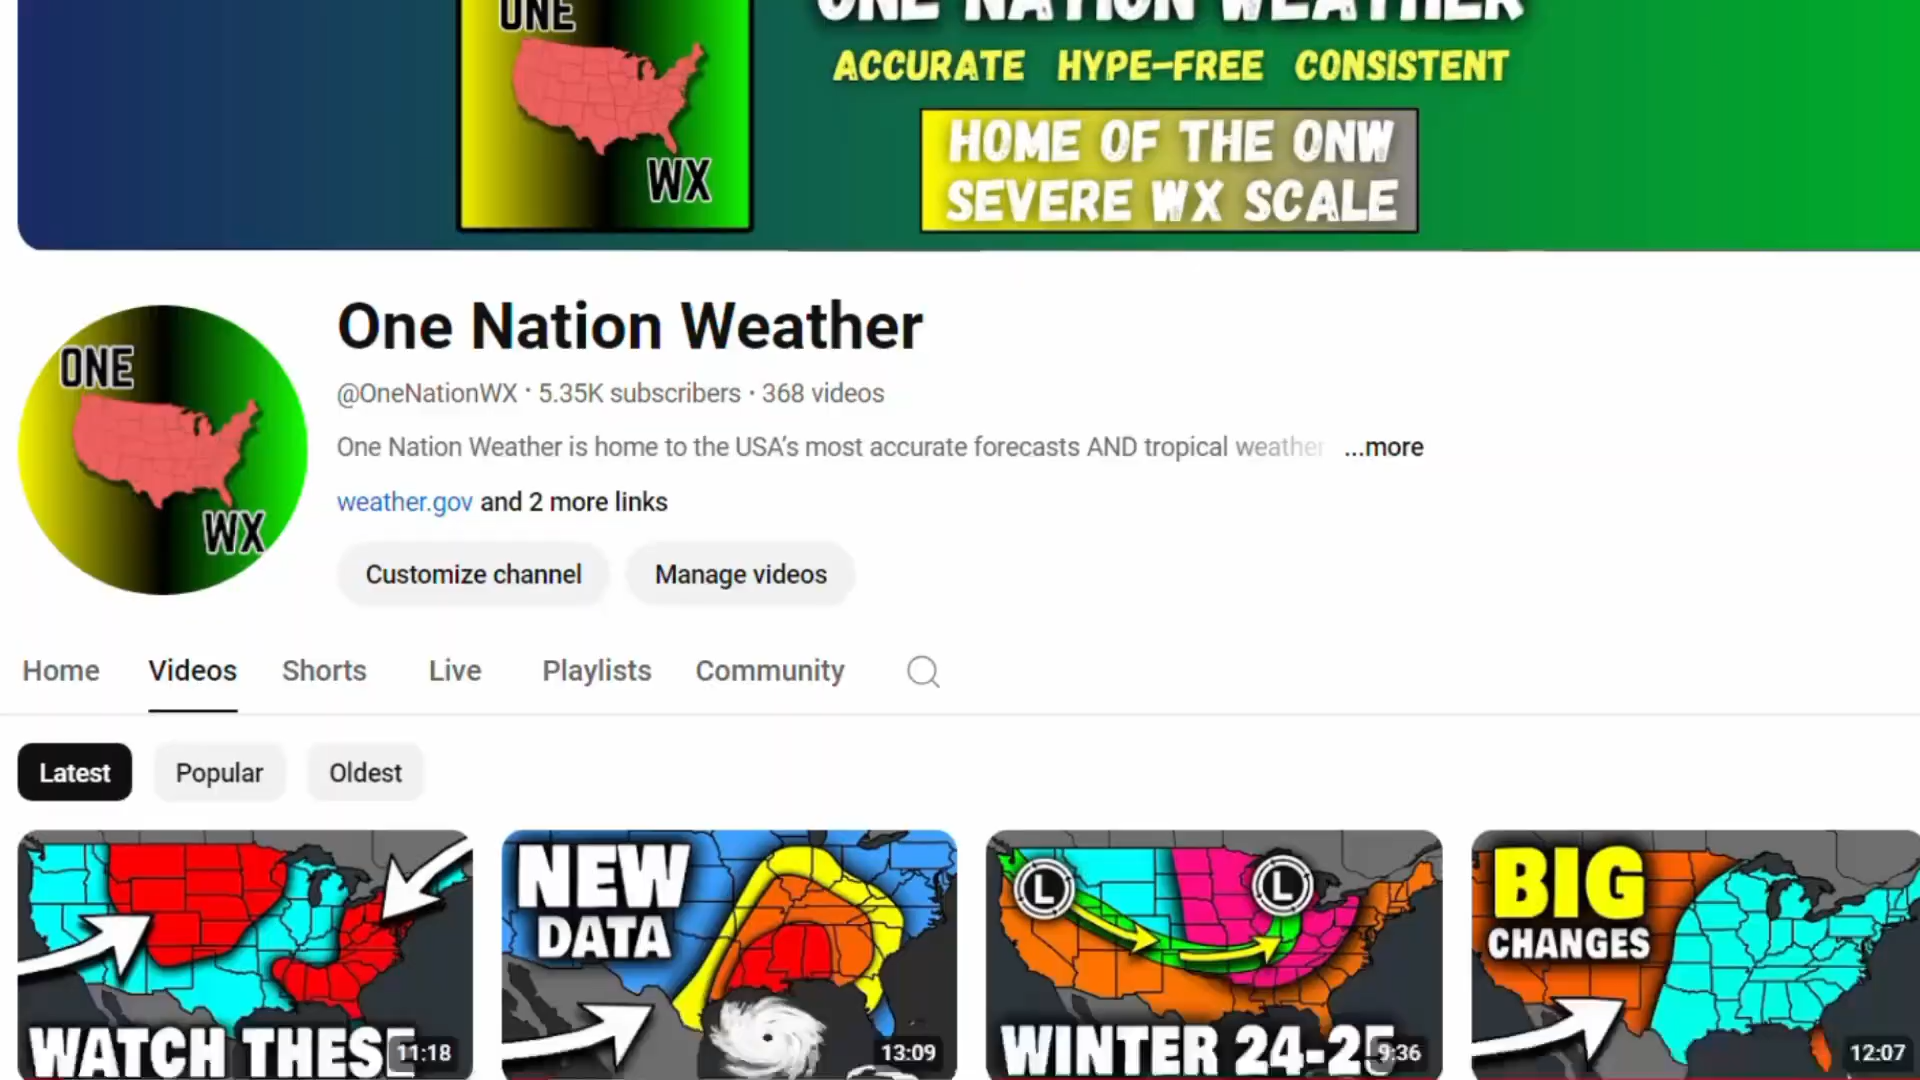 ONE
WX
ONE NATION WEATHER
ACCURATE HYPE-FREE CONSISTENT
HOME OF THE ONW
SEVERE WX SCALE
ONE
WX
One Nation Weather
@OneNationWX · 5.35K subscribers · 368 videos
One Nation Weather is home to the USA's most accurate forecasts AND tropical weather ...more
weather.gov and 2 more links
Customize channel Manage videos
Home Videos Shorts Live Playlists Community
Latest Popular Oldest
WATCH THESE
11:18
NEW
DATA
13:09
L L
WINTER 24-25
9:36
BIG
CHANGES
12:07